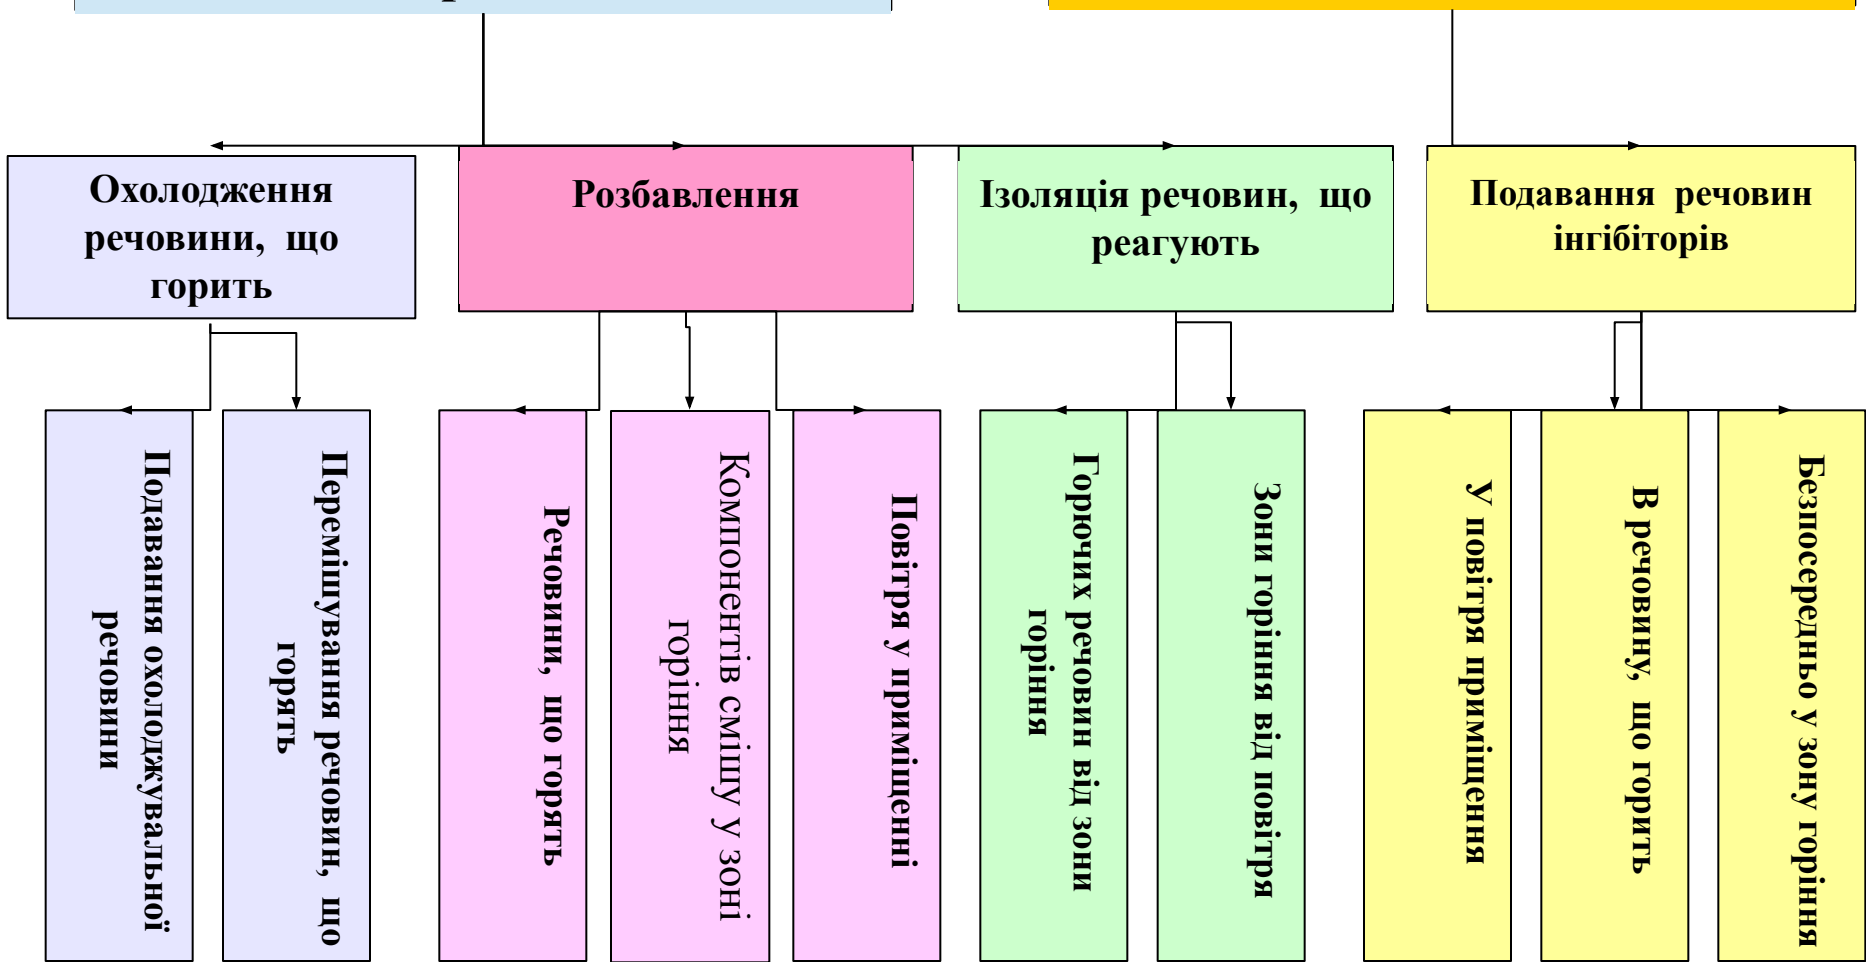 Охолодження
речовини, що
горить
Розбавлення
Ізоляція речовин, що
реагують
Подавання речовин
інгібіторів
Подавання охолоджувальної
речовини
Перемішування речовин, що
горять
Речовини, що горять
Компонентів смішу у зоні
горіння
Повітря у приміщенні
Горючих речовин від зони
горіння
Зони горіння від повітря
У повітря приміщення
В речовину, що горить
Безпосередньо у зону горіння